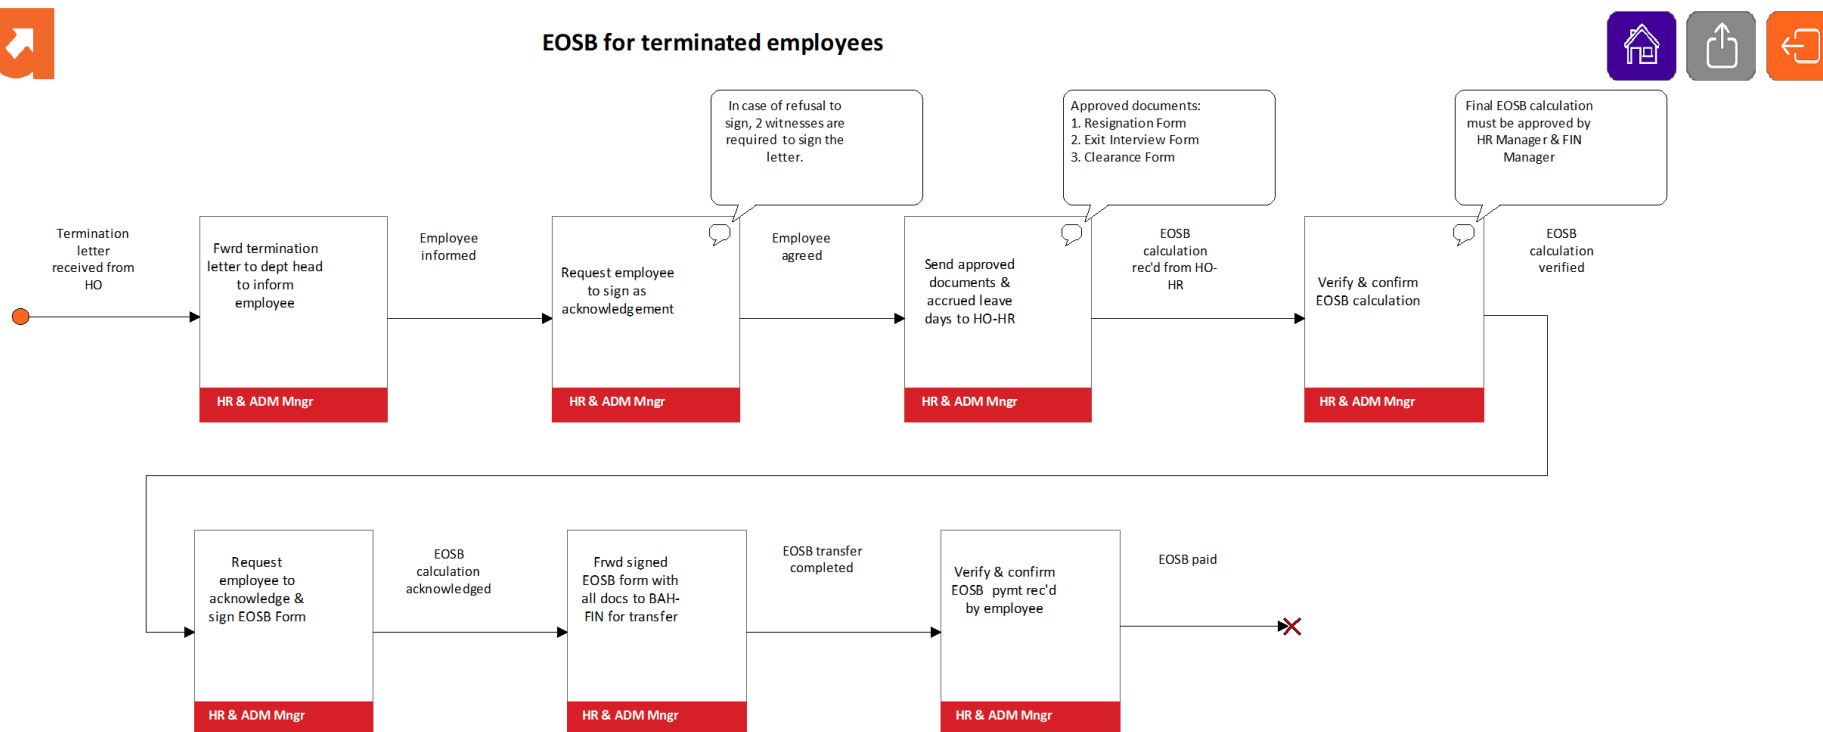 EOSB for terminated employees
In case of refusal to
sign, 2 witnesses are
required to sign the
letter.
Approved documents:
1. Resignation Form
2. Exit Interview Form
3. Clearance Form
Final EOSB calculation
must be approved by
HR Manager & FIN
Manager
Termination
letter
received from
HO
Fwrd termination
letter to dept head
to inform
employee
HR & ADM Mngr
Employee
informed
Request employee
to sign as
acknowledgement
HR & ADM Mngr
Employee
agreed
Send approved
documents &
accrued leave
days to HO-HR
HR & ADM Mngr
EOSB
calculation
rec'd from HO-
HR
Verify & confirm
EOSB calculation
HR & ADM Mngr
EOSB
calculation
verified
Request
employee to
acknowledge &
sign EOSB Form
HR & ADM Mngr
EOSB
calculation
acknowledged
Frwd signed
EOSB form with
all docs to BAH-
FIN for transfer
HR & ADM Mngr
EOSB transfer
completed
Verify & confirm
EOSB pymt rec'd
by employee
HR & ADM Mngr
EOSB paid